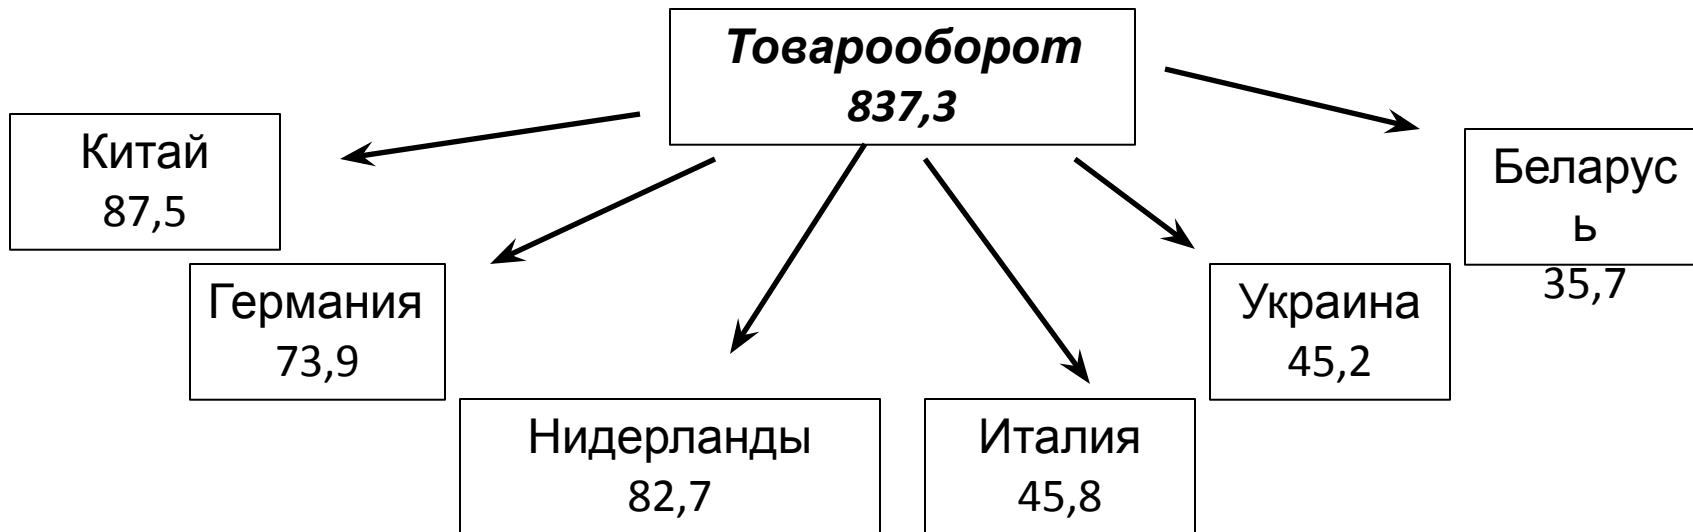 Товарооборот
837,3
Китай
87,5
Германия
73,9
Нидерланды
82,7
Италия
45,8
Украина
45,2
Беларус
ь
35,7